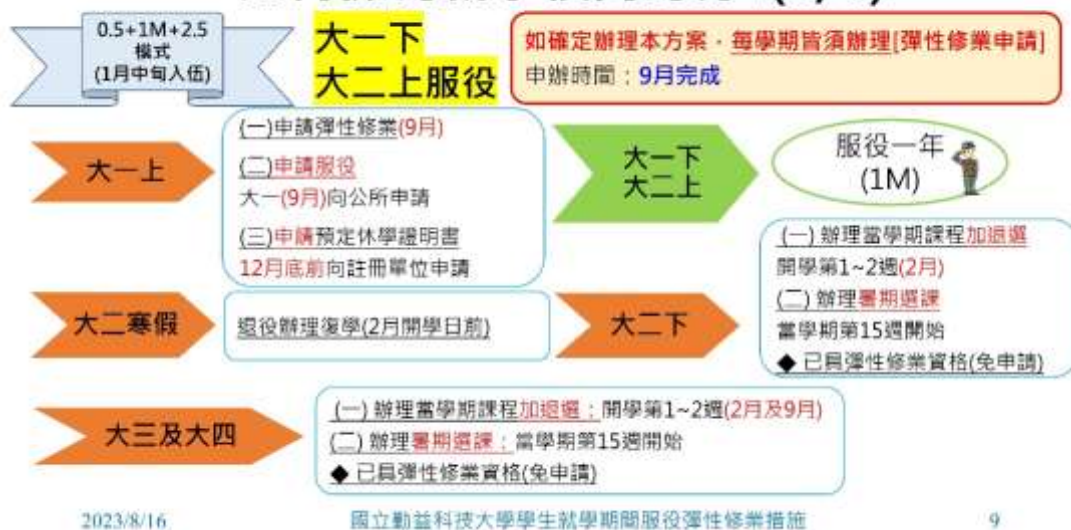 0.5+1M+2.5
模式
(1月中旬入伍)
大一下
大二上服役
如確定辦理本方案，每學期皆須辦理[彈性修業申請]
申辦時間：9月完成
大一上
(一)申請彈性修業(9月)
(二)申請服役
大一(9月)向公所申請
(三)申請預定休學證明書
12月底前向註冊單位申請
大一下
大二上
服役一年
(1M)
大二寒假
退役辦理復學(2月開學日前)
大二下
(一) 辦理當學期課程加退選
開學第1~2週(2月)
(二) 辦理暑期選課
當學期第15週開始
◆ 已具彈性修業資格(免申請)
大三及大四
(一) 辦理當學期課程加退選：開學第1~2週(2月及9月)
(二) 辦理暑期選課：當學期第15週開始
◆ 已具彈性修業資格(免申請)
2023/8/16
國立勤益科技大學學生就學期間服役彈性修業措施
9